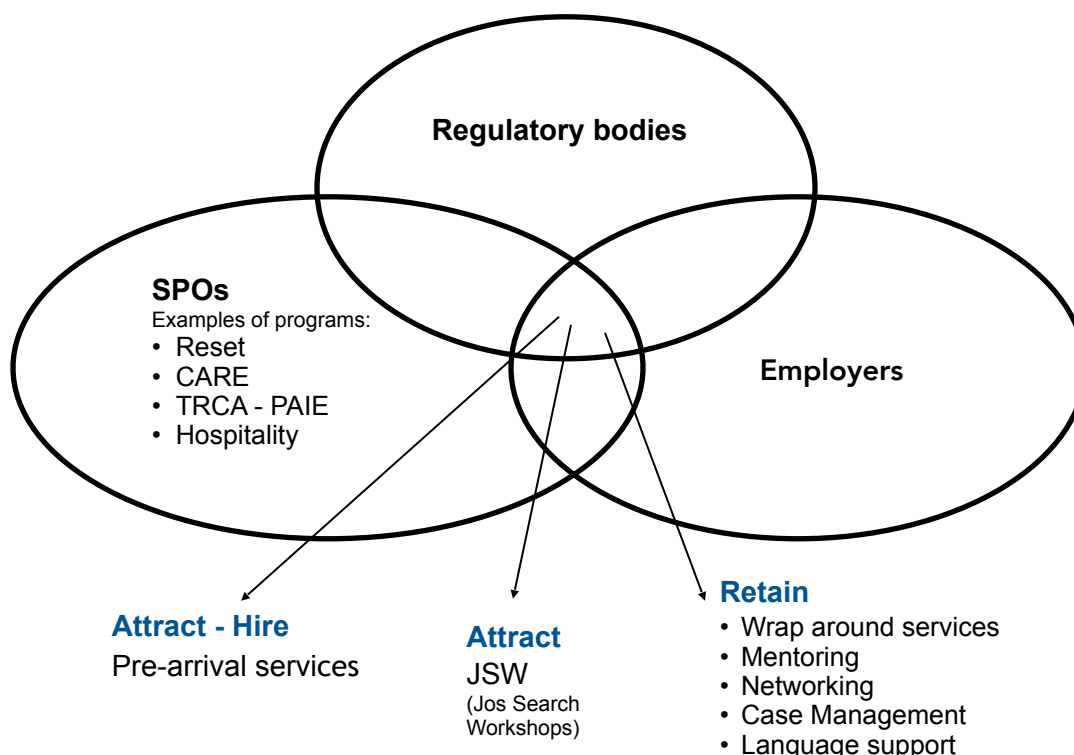 Regulatory bodies
SPOs
Examples of programs:
• Reset
• CARE
• TRCA - PAIE
• Hospitality
Employers
Attract - Hire
Pre-arrival services
Attract
JSW
(Jos Search
Workshops)
Retain
• Wrap around services
• Mentoring
• Networking
• Case Management
• Language support